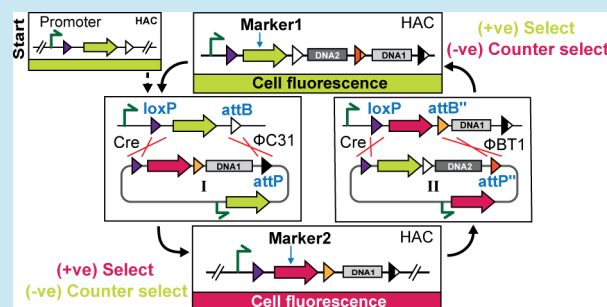 Start
Promoter HAC
Marker1 HAC
DNA2 DNA1
Cell fluorescence
(+ve) Select
(-ve) Counter select
loxP attB
Cre ΦC31
DNA1
I attP
loxP attB"
DNA1
Cre ΦBT1
DNA2
II attP"
Marker2 HAC
DNA1
Cell fluorescence
(+ve) Select
(-ve) Counter select